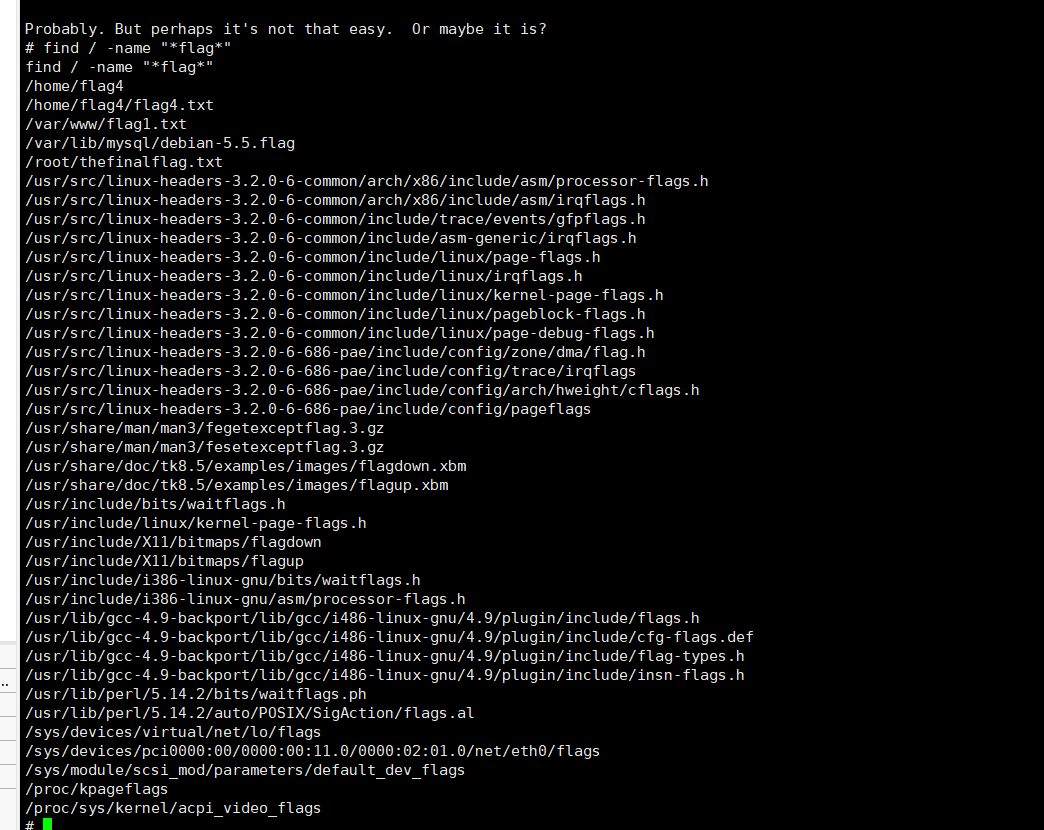 Probably. But perhaps it's not that easy.  Or maybe it is?
# find / -name "*flag*"
find / -name "*flag*"
/home/flag4
/home/flag4/flag4.txt
/var/www/flag1.txt
/var/lib/mysql/debian-5.5.flag
/root/thefinalflag.txt
/usr/src/linux-headers-3.2.0-6-common/arch/x86/include/asm/processor-flags.h
/usr/src/linux-headers-3.2.0-6-common/arch/x86/include/asm/irqflags.h
/usr/src/linux-headers-3.2.0-6-common/include/trace/events/gfpflags.h
/usr/src/linux-headers-3.2.0-6-common/include/asm-generic/irqflags.h
/usr/src/linux-headers-3.2.0-6-common/include/linux/page-flags.h
/usr/src/linux-headers-3.2.0-6-common/include/linux/irqflags.h
/usr/src/linux-headers-3.2.0-6-common/include/linux/kernel-page-flags.h
/usr/src/linux-headers-3.2.0-6-common/include/linux/pageblock-flags.h
/usr/src/linux-headers-3.2.0-6-common/include/linux/page-debug-flags.h
/usr/src/linux-headers-3.2.0-6-686-pae/include/config/zone/dma/flag.h
/usr/src/linux-headers-3.2.0-6-686-pae/include/config/trace/irqflags
/usr/src/linux-headers-3.2.0-6-686-pae/include/config/arch/hweight/cflags.h
/usr/src/linux-headers-3.2.0-6-686-pae/include/config/pageflags
/usr/share/man/man3/fegetexceptflag.3.gz
/usr/share/man/man3/fesetexceptflag.3.gz
/usr/share/doc/tk8.5/examples/images/flagdown.xbm
/usr/share/doc/tk8.5/examples/images/flagup.xbm
/usr/include/bits/waitflags.h
/usr/include/linux/kernel-page-flags.h
/usr/include/X11/bitmaps/flagdown
/usr/include/X11/bitmaps/flagup
/usr/include/i386-linux-gnu/bits/waitflags.h
/usr/include/i386-linux-gnu/asm/processor-flags.h
/usr/lib/gcc-4.9-backport/lib/gcc/i486-linux-gnu/4.9/plugin/include/flags.h
/usr/lib/gcc-4.9-backport/lib/gcc/i486-linux-gnu/4.9/plugin/include/cfg-flags.def
/usr/lib/gcc-4.9-backport/lib/gcc/i486-linux-gnu/4.9/plugin/include/flag-types.h
/usr/lib/gcc-4.9-backport/lib/gcc/i486-linux-gnu/4.9/plugin/include/insn-flags.h
/usr/lib/perl/5.14.2/bits/waitflags.ph
/usr/lib/perl/5.14.2/auto/POSIX/SigAction/flags.al
/sys/devices/virtual/net/lo/flags
/sys/devices/pci0000:00/0000:00:11.0/0000:02:01.0/net/eth0/flags
/sys/module/scsi_mod/parameters/default_dev_flags
/proc/kpageflags
/proc/sys/kernel/acpi_video_flags
#